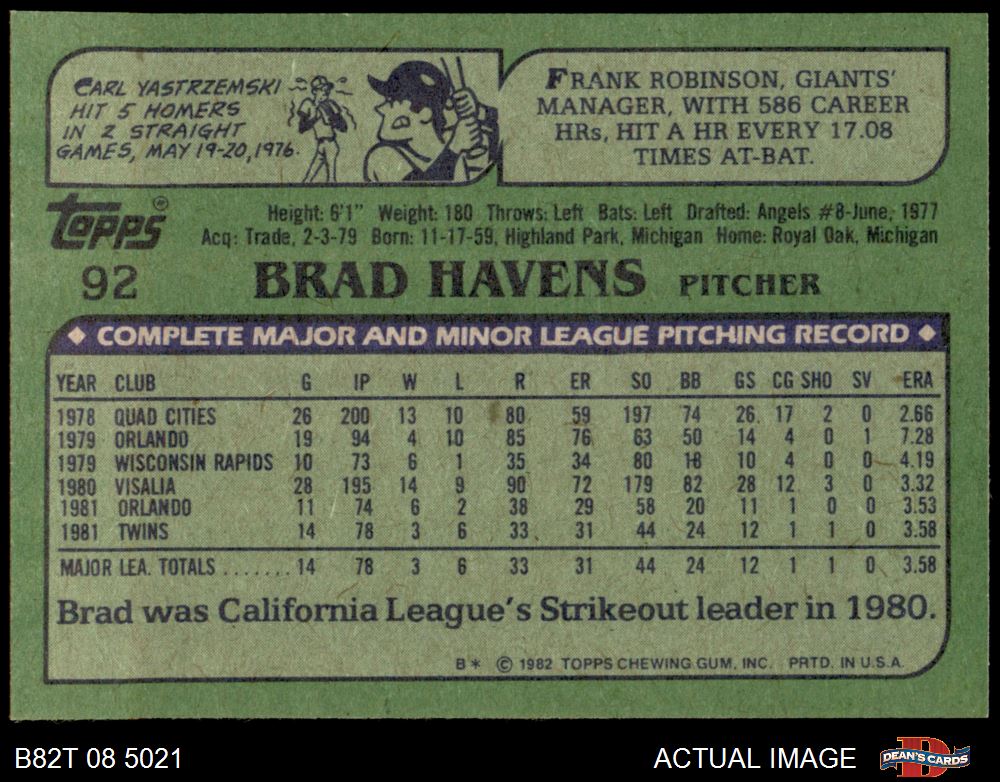 CARL YASTRZEMSKI
HIT 5 HOMERS
IN 2 STRAIGHT
GAMES, MAY 19-20, 1976.
FRANK ROBINSON, GIANTS'
MANAGER, WITH 586 CAREER
HRs, HIT A HR EVERY 17.08
TIMES AT-BAT.
TOPPS®
92
Height: 6'1" Weight: 180 Throws: Left Bats: Left Drafted: Angels #8-June, 1977
Acq: Trade, 2-3-79 Born: 11-17-59, Highland Park, Michigan Home: Royal Oak, Michigan
BRAD HAVENS PITCHER
◆ COMPLETE MAJOR AND MINOR LEAGUE PITCHING RECORD ◆
YEAR CLUB G IP W L R ER SO BB GS CG SHO SV ERA
1978 QUAD CITIES 26 200 13 10 80 59 197 74 26 17 2 0 2.66
1979 ORLANDO 19 94 4 10 85 76 63 50 14 4 0 1 7.28
1979 WISCONSIN RAPIDS 10 73 6 1 35 34 80 18 10 4 0 0 4.19
1980 VISALIA 28 195 14 9 90 72 179 82 28 12 3 0 3.32
1981 ORLANDO 11 74 6 2 38 29 58 20 11 1 0 0 3.53
1981 TWINS 14 78 3 6 33 31 44 24 12 1 1 0 3.58
MAJOR LEA. TOTALS ....... 14 78 3 6 33 31 44 24 12 1 1 0 3.58
Brad was California League's Strikeout leader in 1980.
B* © 1982 TOPPS CHEWING GUM, INC. PRTD. IN U.S.A.
B82T 08 5021
ACTUAL IMAGE
DEAN'S CARDS